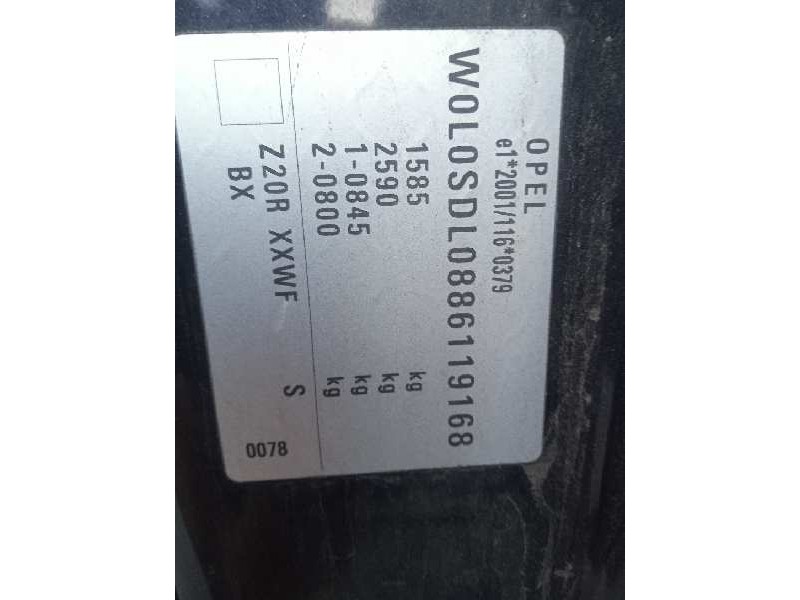 OPEL
e1*2001/116*0379
W0L0SDL0886119168
1585 kg
2590 kg
1-0845 kg
2-0800 kg
Z20R XXWF S
BX
0078